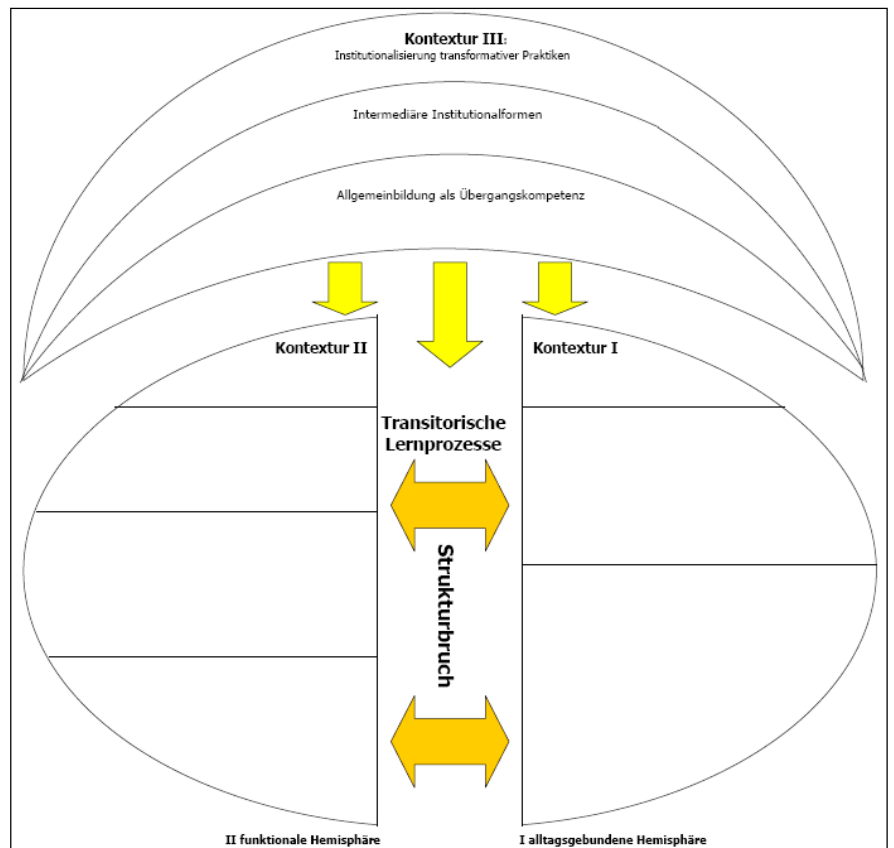 Kontextur III:
Institutionalisierung transformativer Praktiken
Intermediäre Institutionalformen
Allgemeinbildung als Übergangskompetenz
Kontextur II
Kontextur I
Transitorische
Lernprozesse
Strukturbruch
II funktionale Hemisphäre
I alltagsgebundene Hemisphäre